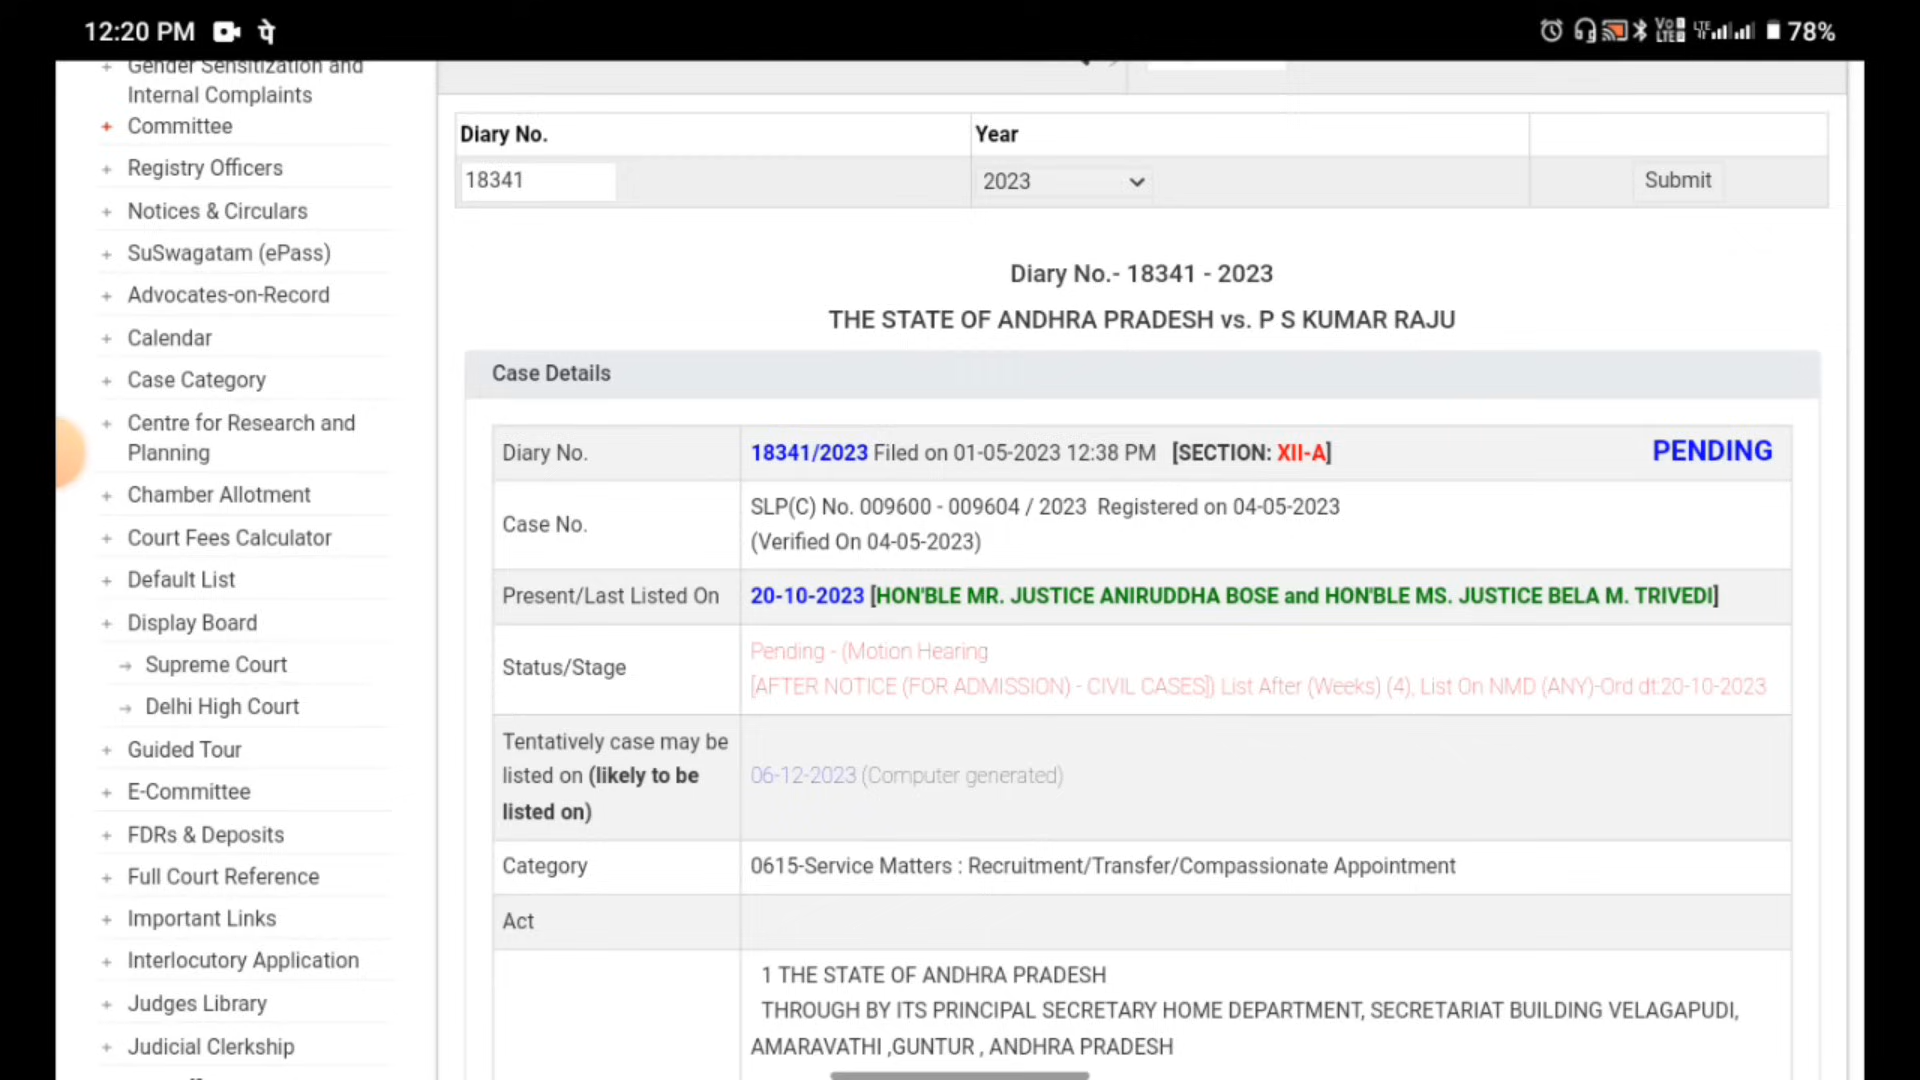 12:20 PM पे 78%
Gender Sensitization and
Internal Complaints
Committee
Registry Officers
Notices & Circulars
SuSwagatam (ePass)
Advocates-on-Record
Calendar
Case Category
Centre for Research and
Planning
Chamber Allotment
Court Fees Calculator
Default List
Display Board
Supreme Court
Delhi High Court
Guided Tour
E-Committee
FDRs & Deposits
Full Court Reference
Important Links
Interlocutory Application
Judges Library
Judicial Clerkship
Diary No. Year
18341 2023 Submit
Diary No.- 18341 - 2023
THE STATE OF ANDHRA PRADESH vs. P S KUMAR RAJU
Case Details
Diary No. 18341/2023 Filed on 01-05-2023 12:38 PM [SECTION: XII-A] PENDING
Case No. SLP(C) No. 009600 - 009604 / 2023 Registered on 04-05-2023
(Verified On 04-05-2023)
Present/Last Listed On 20-10-2023 [HON'BLE MR. JUSTICE ANIRUDDHA BOSE and HON'BLE MS. JUSTICE BELA M. TRIVEDI]
Status/Stage Pending - (Motion Hearing
[AFTER NOTICE (FOR ADMISSION) - CIVIL CASES]) List After (Weeks) (4), List On NMD (ANY)-Ord dt:20-10-2023
Tentatively case may be
listed on (likely to be
listed on) 06-12-2023 (Computer generated)
Category 0615-Service Matters : Recruitment/Transfer/Compassionate Appointment
Act
1 THE STATE OF ANDHRA PRADESH
THROUGH BY ITS PRINCIPAL SECRETARY HOME DEPARTMENT, SECRETARIAT BUILDING VELAGAPUDI,
AMARAVATHI ,GUNTUR , ANDHRA PRADESH